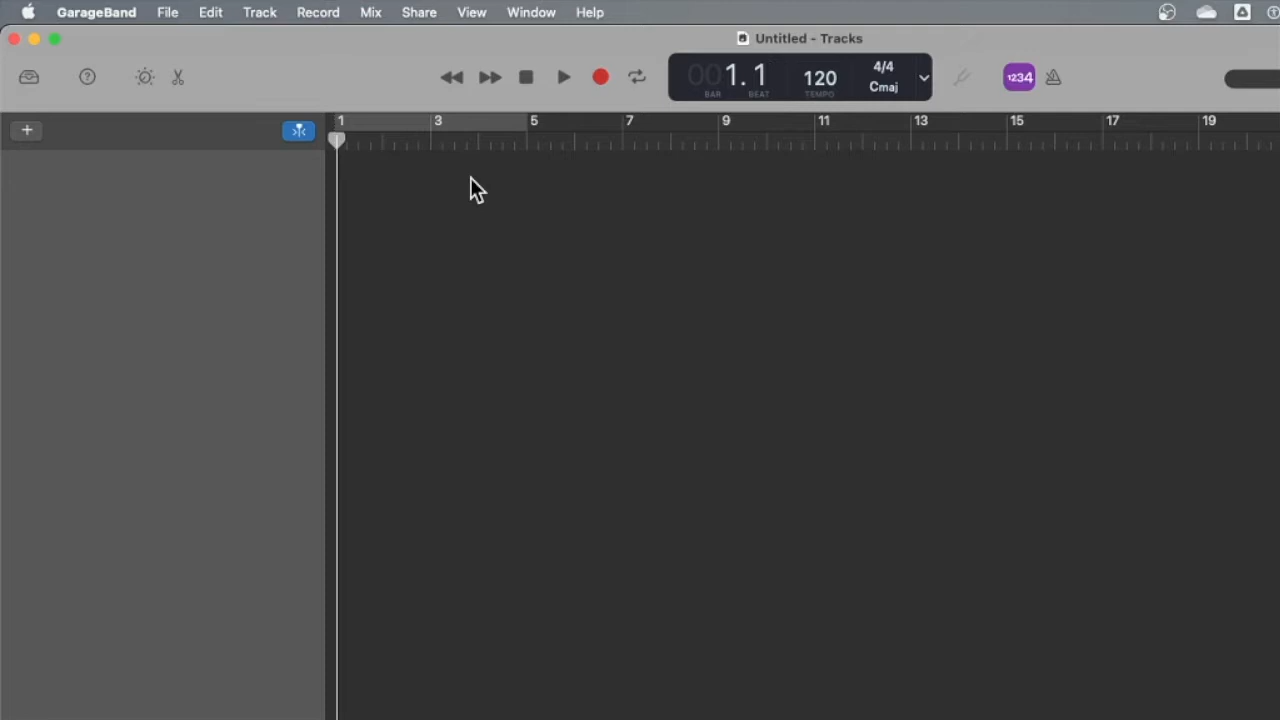 GarageBand File Edit Track Record Mix Share View Window Help
Untitled - Tracks
001. 1 120 4/4 1234
BAR BEAT TEMPO Cmaj
1 3 5 7 9 11 13 15 17 19